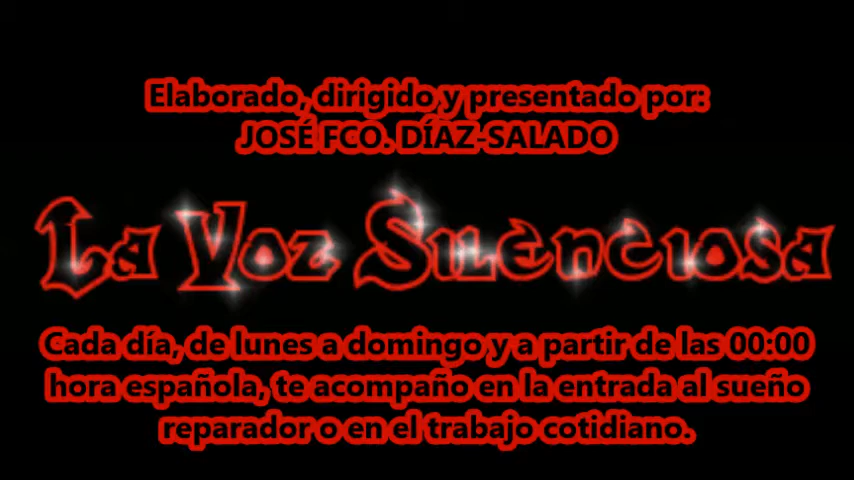 Elaborado, dirigido y presentado por:
JOSÉ FCO. DÍAZ-SALADO
La Voz Silenciosa
Cada día, de lunes a domingo y a partir de las 00:00
hora española, te acompaño en la entrada al sueño
reparador o en el trabajo cotidiano.